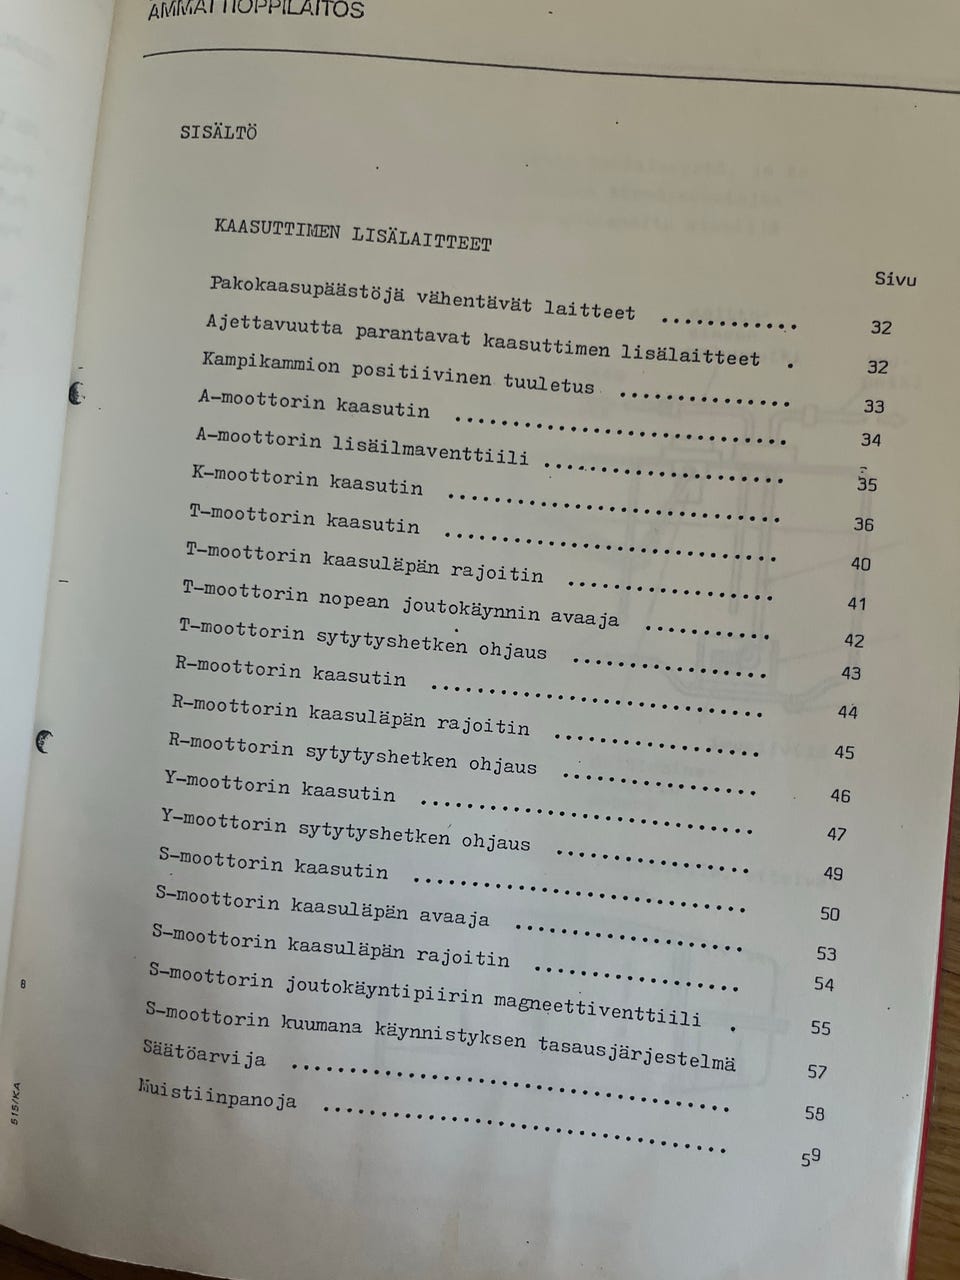 AMMATTIOPPILAITOS
SISÄLTÖ
KAASUTTIMEN LISÄLAITTEET
Sivu
Pakokaasupäästöjä vähentävät laitteet ............ 32
Ajettavuutta parantavat kaasuttimen lisälaitteet . 32
Kampikammion positiivinen tuuletus ............... 33
A-moottorin kaasutin ............................. 34
A-moottorin lisäilmaventtiili ..................... 35
K-moottorin kaasutin ............................. 36
T-moottorin kaasutin ............................. 40
T-moottorin kaasuläpän rajoitin .................. 41
T-moottorin nopean joutokäynnin avaaja ........... 42
T-moottorin sytytyshetken ohjaus ................. 43
R-moottorin kaasutin ............................. 44
R-moottorin kaasuläpän rajoitin .................. 45
R-moottorin sytytyshetken ohjaus ................. 46
Y-moottorin kaasutin ............................. 47
Y-moottorin sytytyshetken ohjaus ................. 49
S-moottorin kaasutin ............................. 50
S-moottorin kaasuläpän avaaja .................... 53
S-moottorin kaasuläpän rajoitin .................. 54
S-moottorin joutokäyntipiirin magneettiventtiili . 55
S-moottorin kuumana käynnistyksen tasausjärjestelmä 57
Säätöarvija ...................................... 58
Muistiinpanoja ................................... 59
8
515/KA